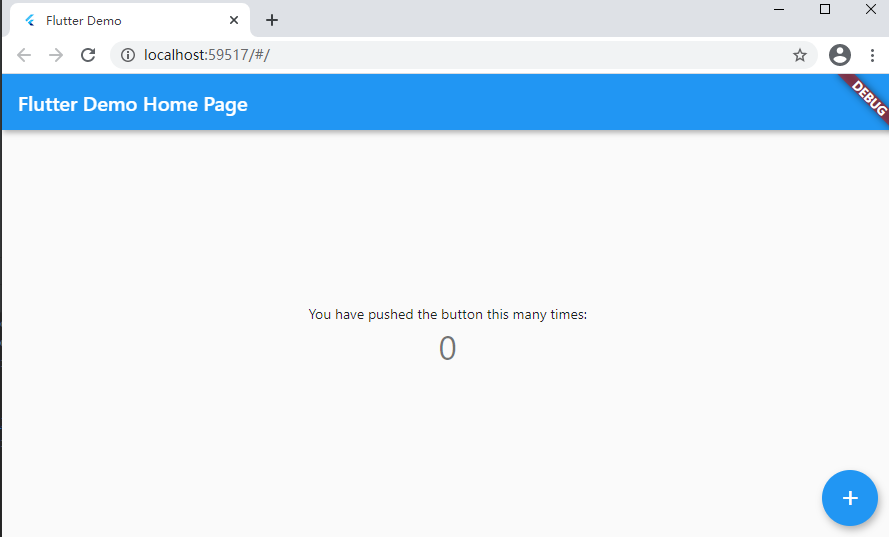 Flutter Demo
localhost:59517/#/
Flutter Demo Home Page
DEBUG
You have pushed the button this many times:
0